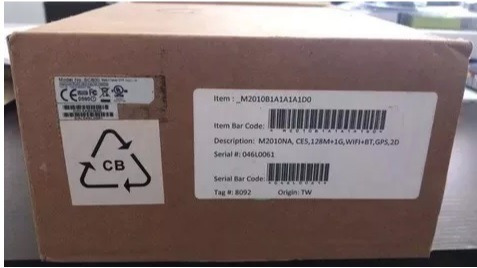 CE
CB
Item : _M2010B1A1A1A1D0
Item Bar Code:
Description: M2010NA, CE5,128M+1G,WIFI+BT,GPS,2D
Serial #: 046L0061
Serial Bar Code:
Tag #: 8092 Origin: TW